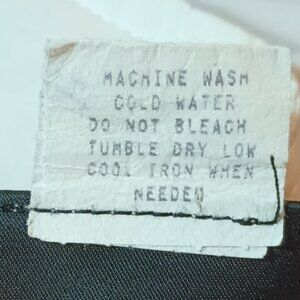 MACHINE WASH
COLD WATER
DO NOT BLEACH
TUMBLE DRY LOW
COOL IRON WHEN
NEEDED